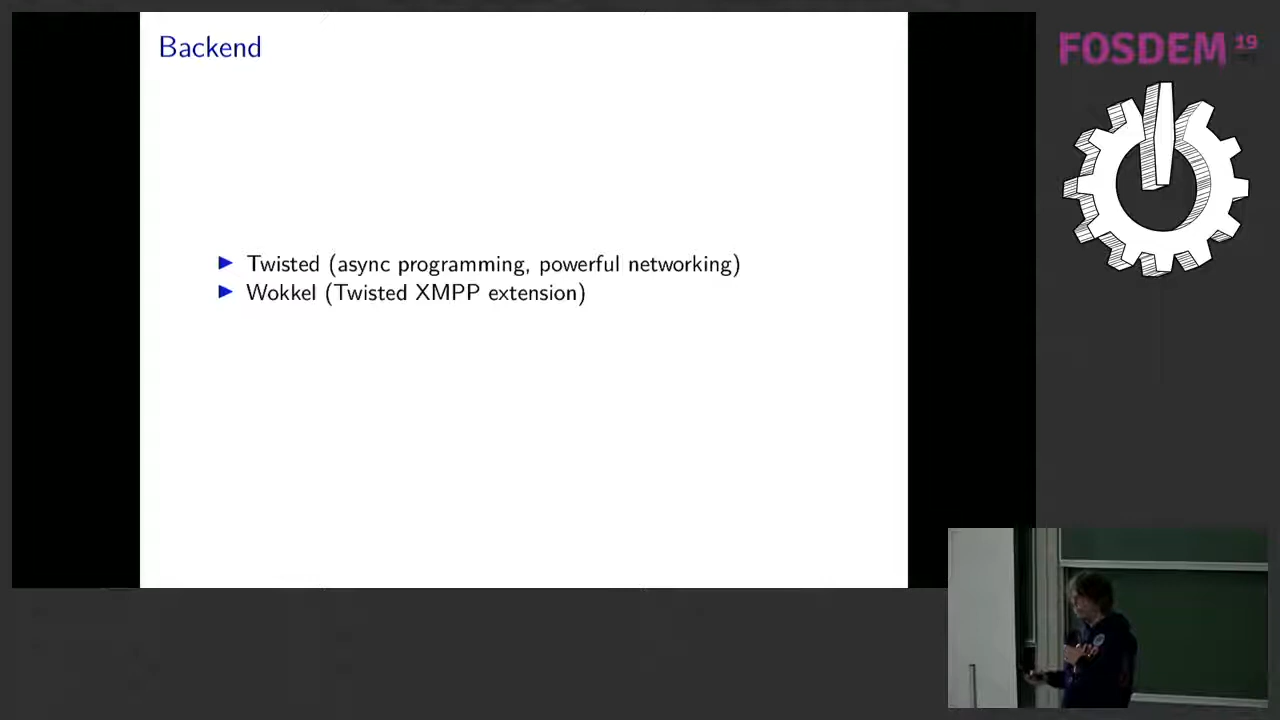 Backend
FOSDEM 19
▶ Twisted (async programming, powerful networking)
▶ Wokkel (Twisted XMPP extension)